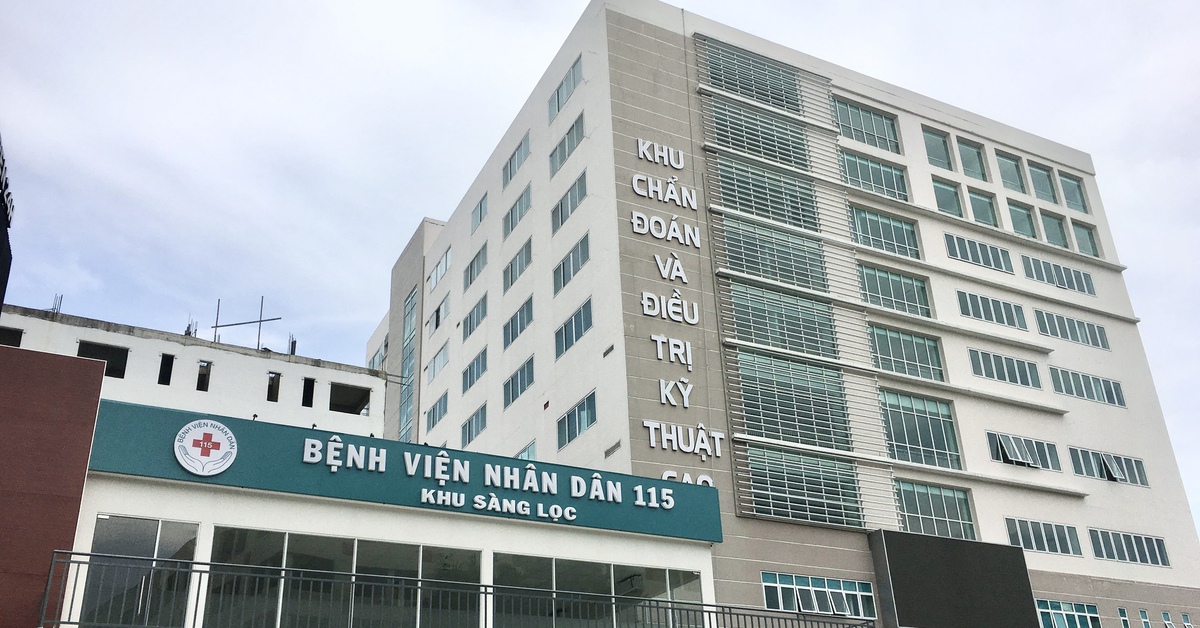 KHU
CHẨN
ĐOÁN
VÀ
ĐIỀU
TRỊ
KỸ
THUẬT
CAO
BỆNH VIỆN NHÂN DÂN
115
BỆNH VIỆN NHÂN DÂN 115
KHU SÀNG LỌC